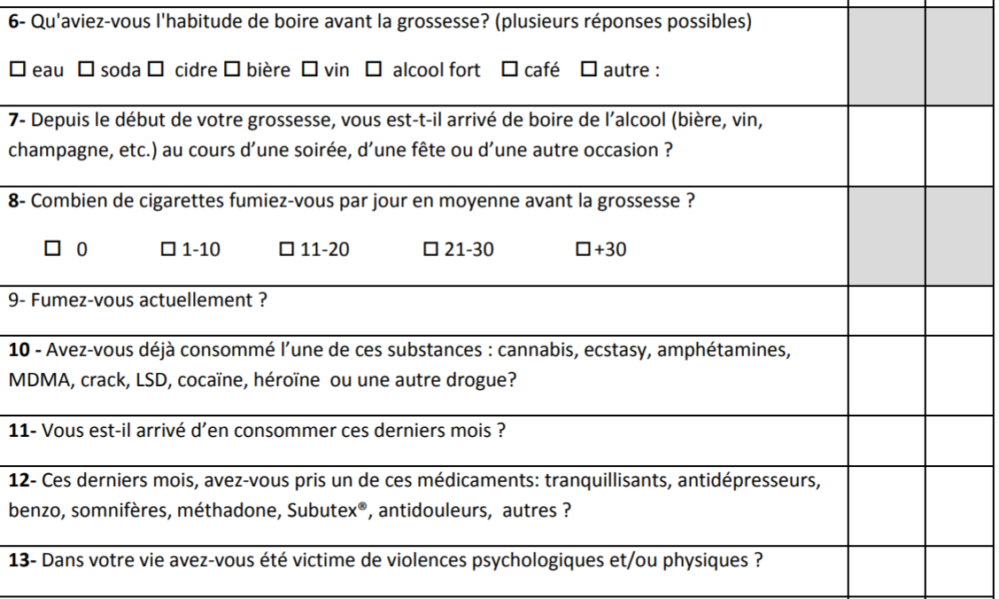 6- Qu'aviez-vous l'habitude de boire avant la grossesse? (plusieurs réponses possibles)
☐ eau ☐ soda ☐ cidre ☐ bière ☐ vin ☐ alcool fort ☐ café ☐ autre :
7- Depuis le début de votre grossesse, vous est-t-il arrivé de boire de l’alcool (bière, vin,
champagne, etc.) au cours d’une soirée, d’une fête ou d’une autre occasion ?
8- Combien de cigarettes fumiez-vous par jour en moyenne avant la grossesse ?
☐ 0 ☐ 1-10 ☐ 11-20 ☐ 21-30 ☐ +30
9- Fumez-vous actuellement ?
10 - Avez-vous déjà consommé l’une de ces substances : cannabis, ecstasy, amphétamines,
MDMA, crack, LSD, cocaïne, héroïne ou une autre drogue?
11- Vous est-il arrivé d’en consommer ces derniers mois ?
12- Ces derniers mois, avez-vous pris un de ces médicaments: tranquillisants, antidépresseurs,
benzo, somnifères, méthadone, Subutex®, antidouleurs, autres ?
13- Dans votre vie avez-vous été victime de violences psychologiques et/ou physiques ?